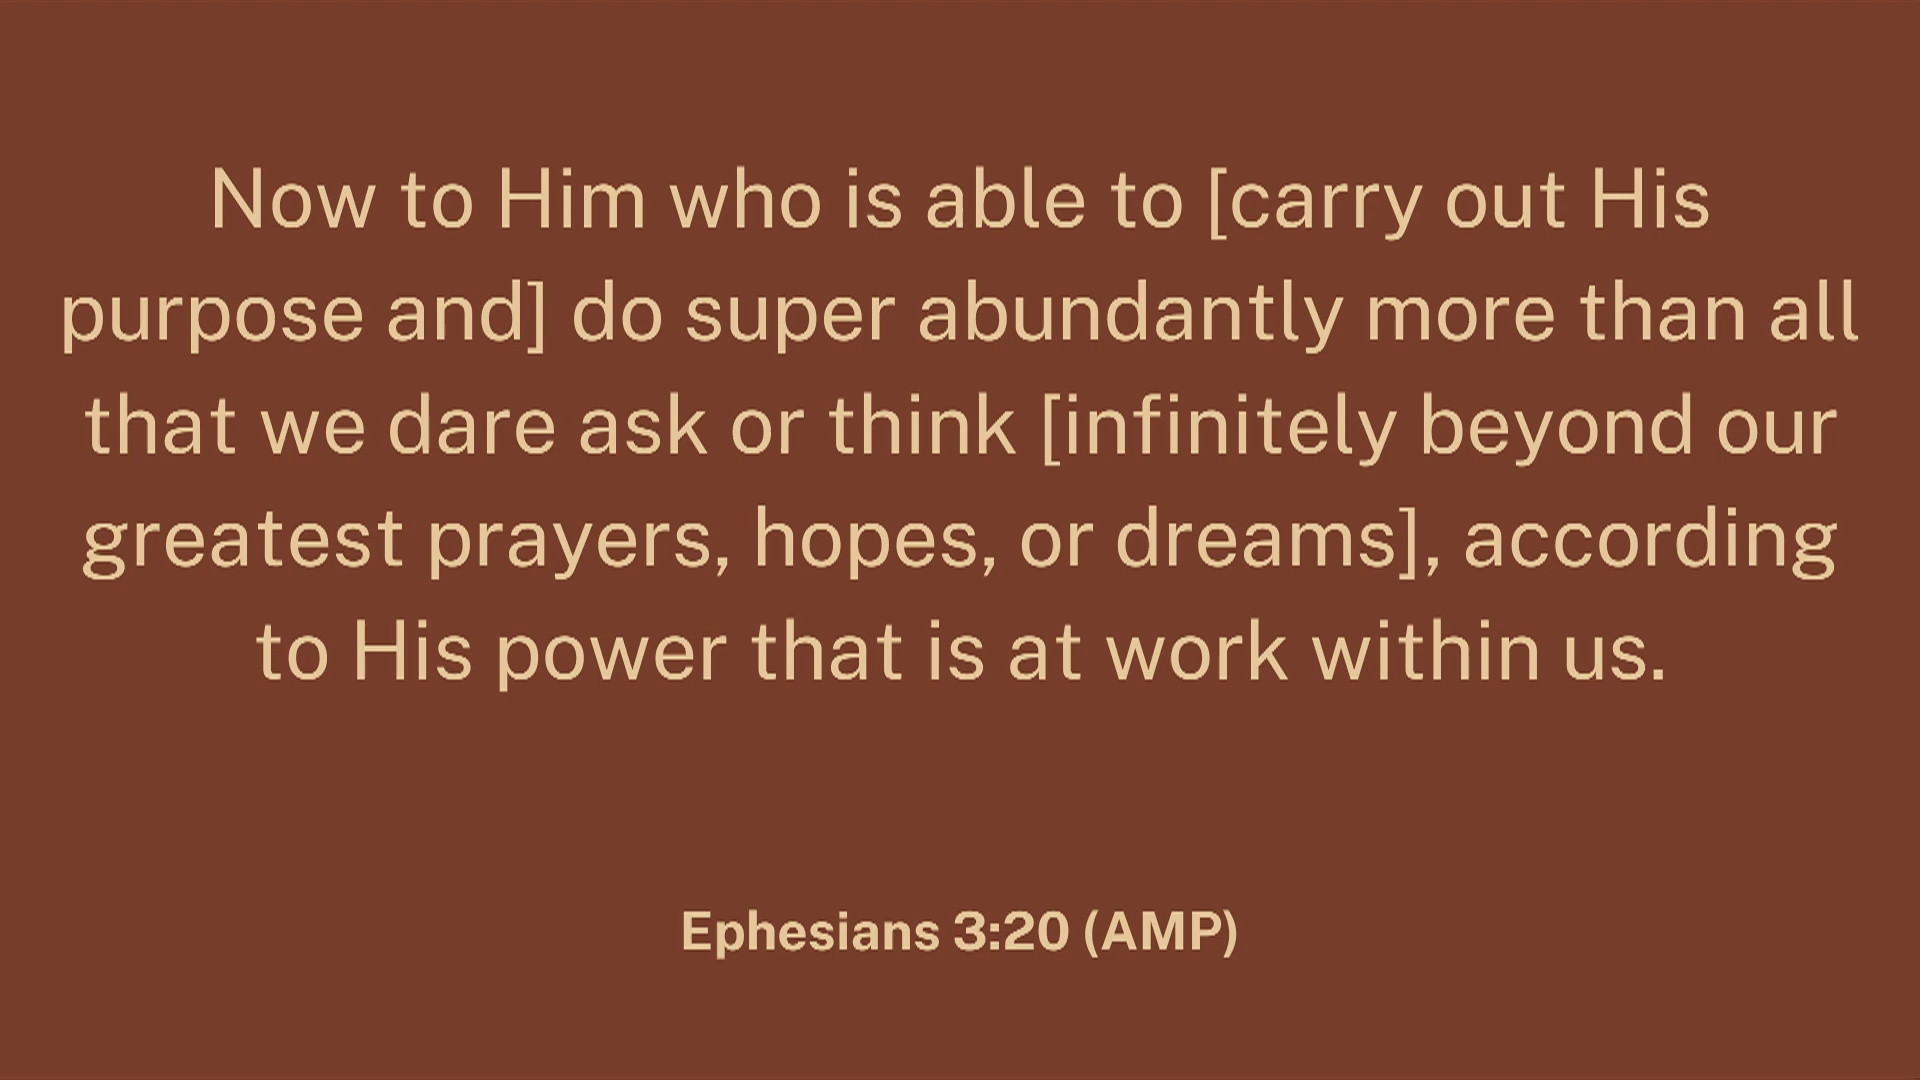 Now to Him who is able to [carry out His
purpose and] do super abundantly more than all
that we dare ask or think [infinitely beyond our
greatest prayers, hopes, or dreams], according
to His power that is at work within us.
Ephesians 3:20 (AMP)